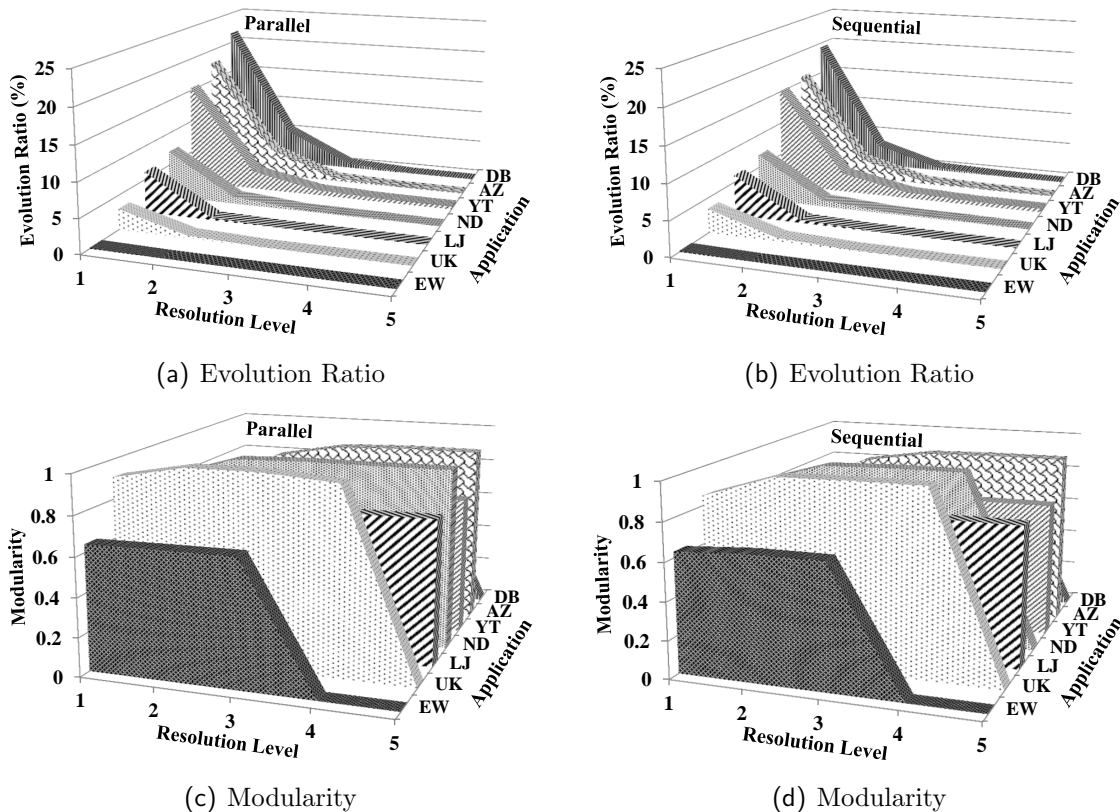 Parallel
Evolution Ratio (%)
25
20
15
10
5
0
1
2
3
4
5
Resolution Level
DB
AZ
YT
ND
LJ
UK
EW
Application
(a) Evolution Ratio
Sequential
Evolution Ratio (%)
25
20
15
10
5
0
1
2
3
4
5
Resolution Level
DB
AZ
YT
ND
LJ
UK
EW
Application
(b) Evolution Ratio
Parallel
Modularity
1
0.8
0.6
0.4
0.2
0
1
2
3
4
5
Resolution Level
DB
AZ
YT
ND
LJ
UK
EW
Application
(c) Modularity
Sequential
Modularity
1
0.8
0.6
0.4
0.2
0
1
2
3
4
5
Resolution Level
DB
AZ
YT
ND
LJ
UK
EW
Application
(d) Modularity